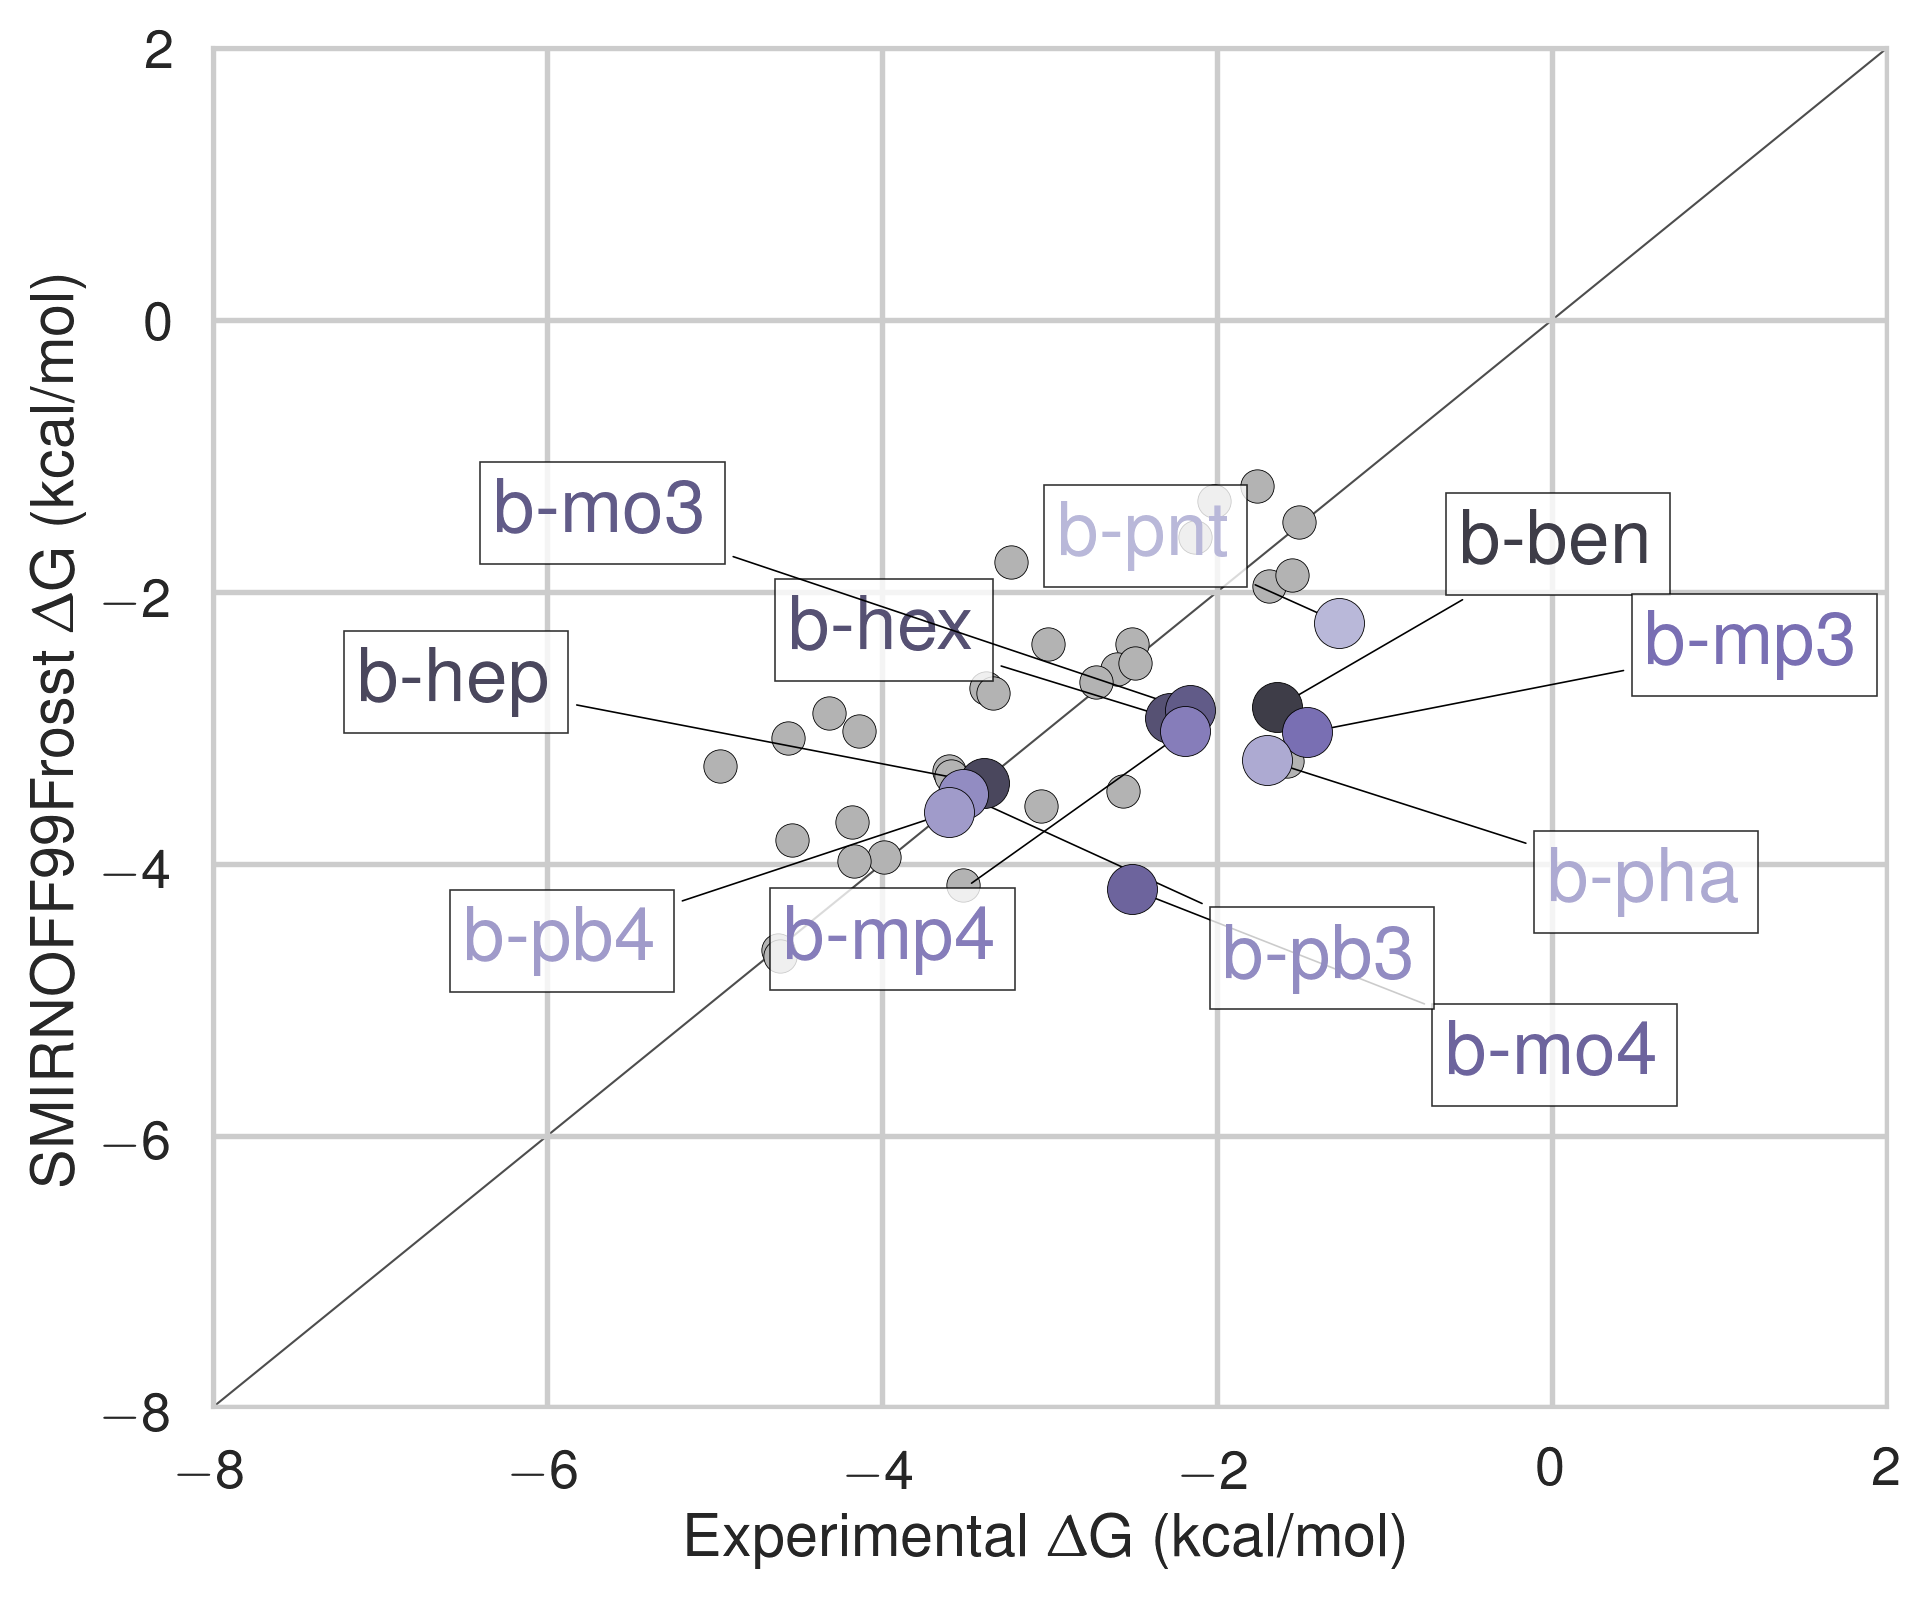 2
0
−2
−4
−6
−8
SMIRNOFF99Frosst ΔG (kcal/mol)
b-mo3
b-pnt
b-ben
b-hex
b-mp3
b-hep
b-pha
b-pb4
b-mp4
b-pb3
b-mo4
−8
−6
−4
−2
0
2
Experimental ΔG (kcal/mol)